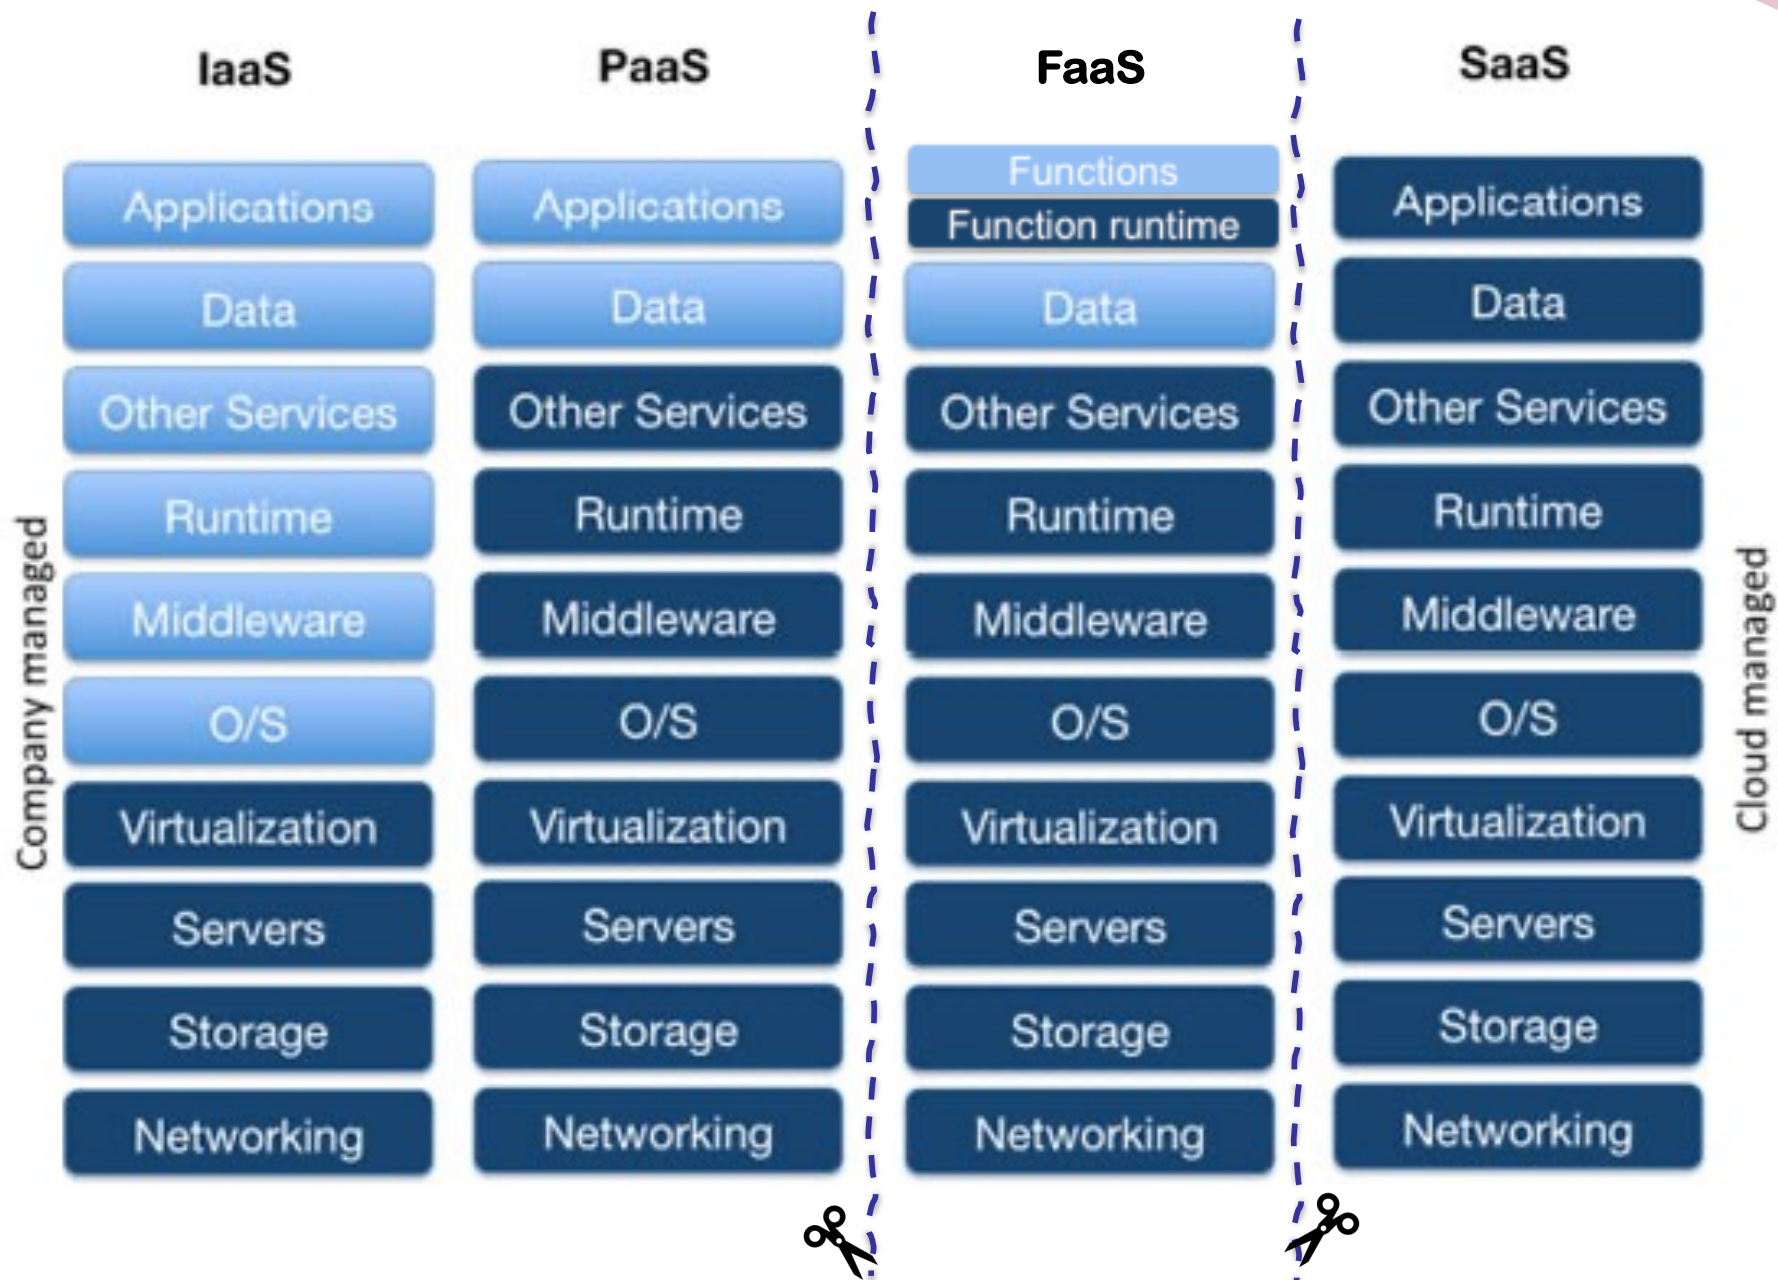 IaaS
Applications
Data
Other Services
Runtime
Middleware
O/S
Virtualization
Servers
Storage
Networking
PaaS
Applications
Data
Other Services
Runtime
Middleware
O/S
Virtualization
Servers
Storage
Networking
FaaS
Functions
Function runtime
Data
Other Services
Runtime
Middleware
O/S
Virtualization
Servers
Storage
Networking
SaaS
Applications
Data
Other Services
Runtime
Middleware
O/S
Virtualization
Servers
Storage
Networking
Company managed
Cloud managed